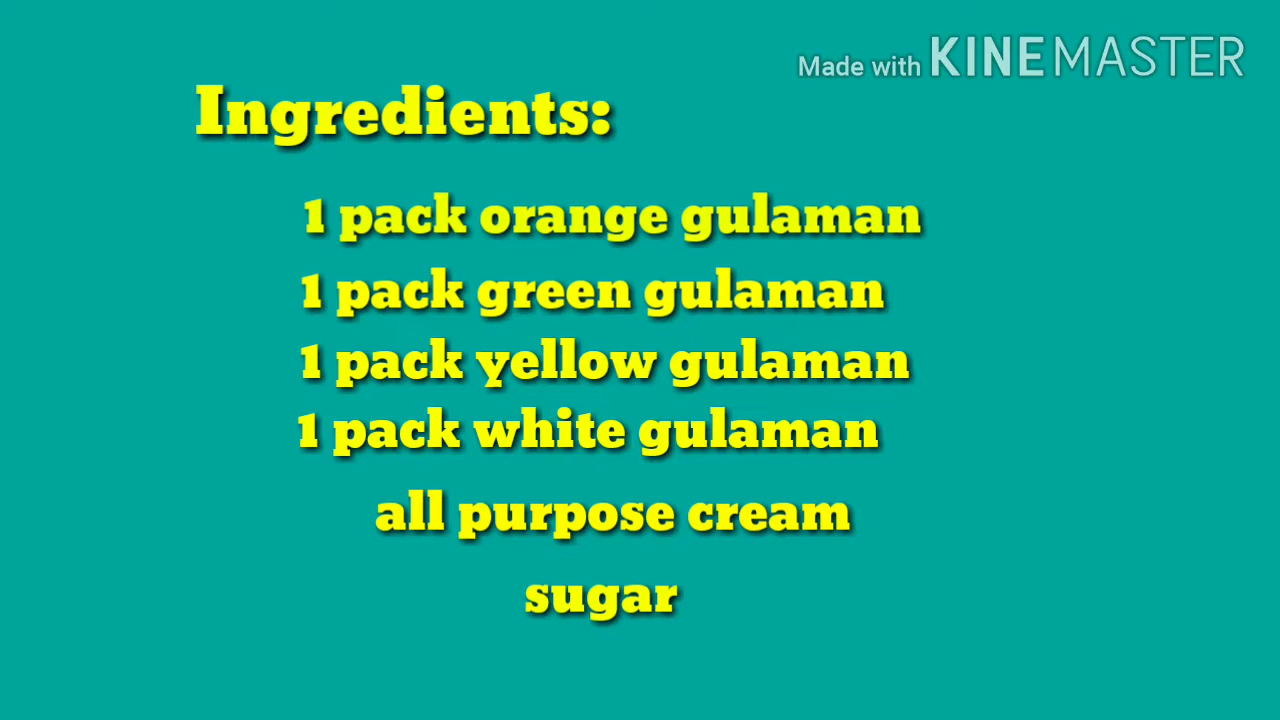 Made with KINEMASTER
Ingredients:
1 pack orange gulaman
1 pack green gulaman
1 pack yellow gulaman
1 pack white gulaman
all purpose cream
sugar